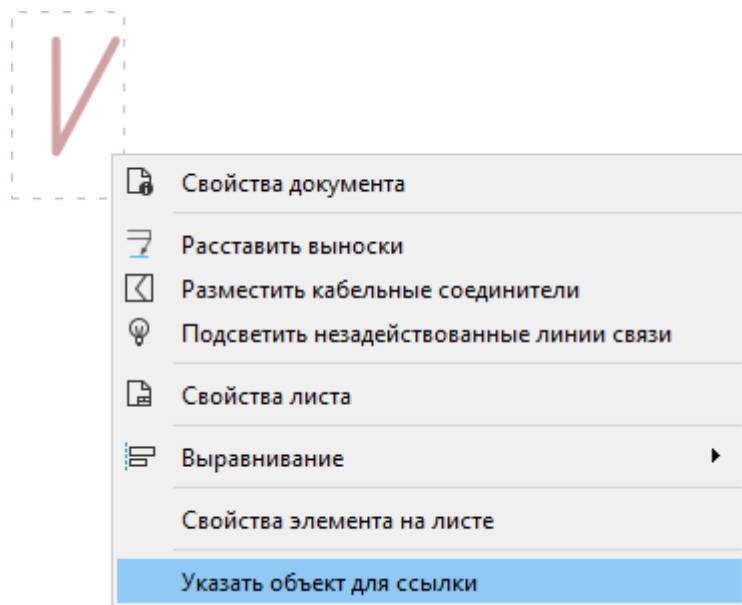 V
Свойства документа
Расставить выноски
Разместить кабельные соединители
Подсветить незадействованные линии связи
Свойства листа
Выравнивание
Свойства элемента на листе
Указать объект для ссылки